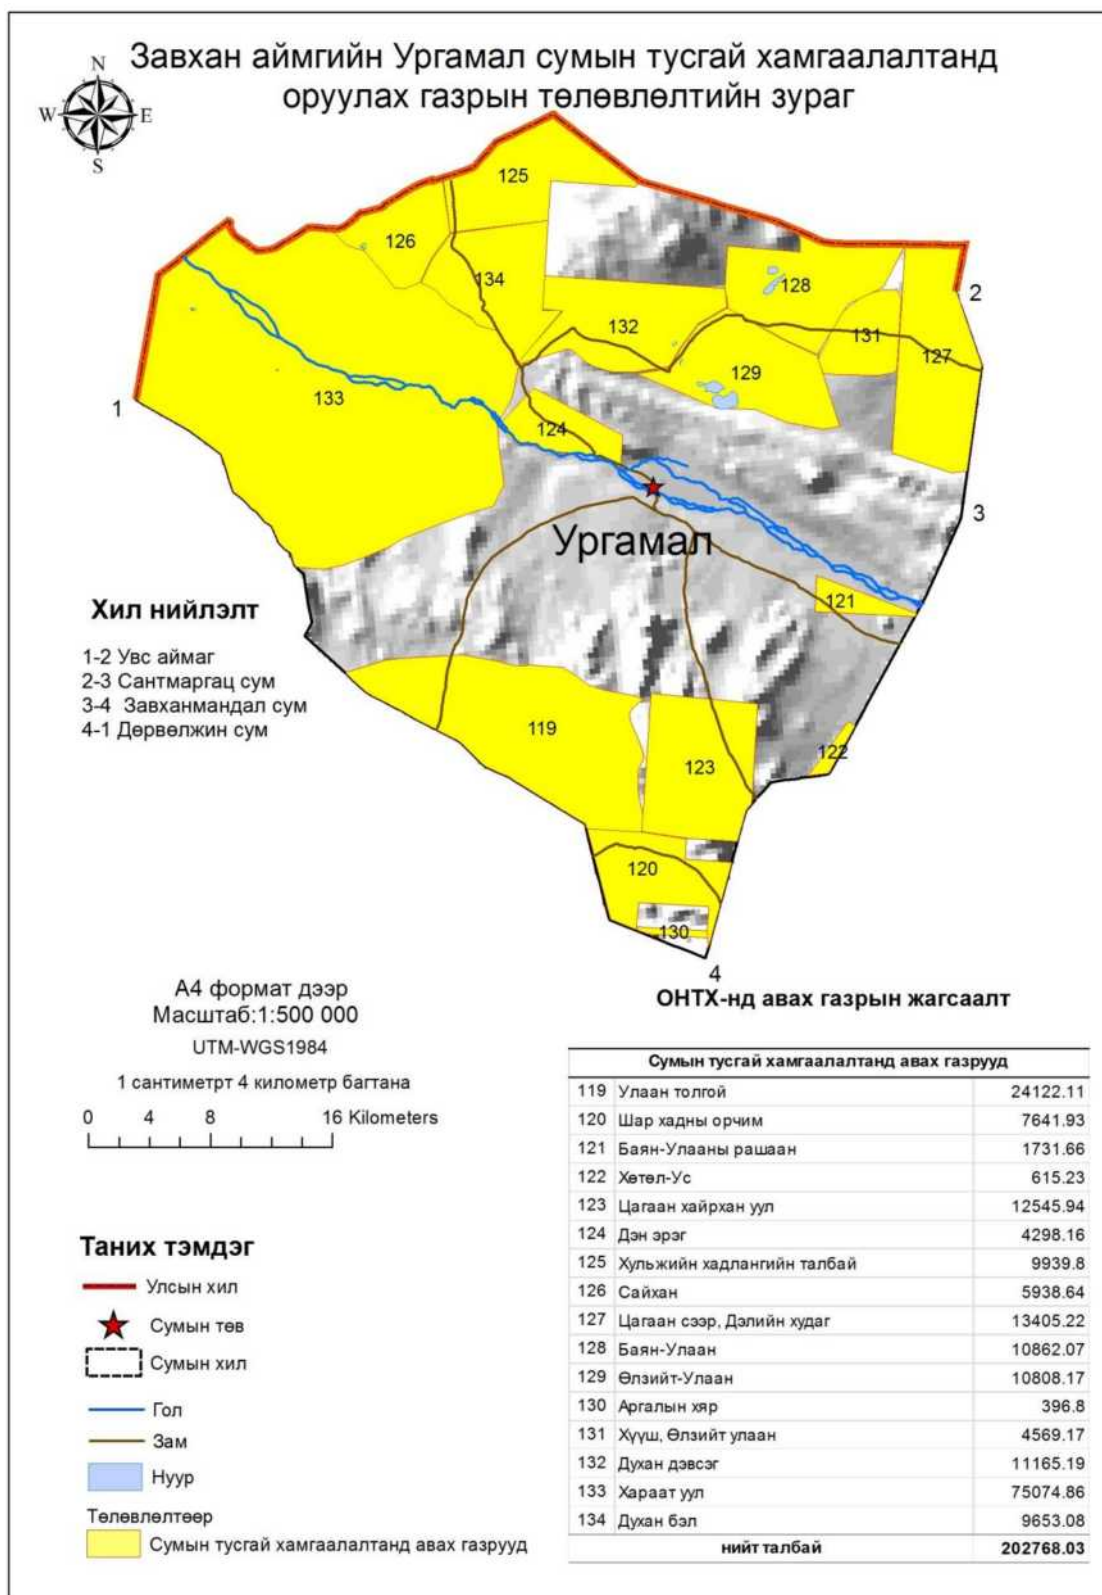 Завхан аймгийн Ургамал сумын тусгай хамгаалалтанд
оруулах газрын төлөвлөлтийн зураг
N
W E
S
125
126
134
128
2
132
131
127
129
133
1
124
3
Ургамал
121
Хил нийлэлт
1-2 Увс аймаг
2-3 Сантмаргац сум
3-4 Завханмандал сум
4-1 Дөрвөлжин сум
119
122
123
120
130
4
А4 формат дээр
Масштаб:1:500 000
UTM-WGS1984
1 сантиметрт 4 километр багтана
0 4 8 16 Kilometers
ОНТХ-нд авах газрын жагсаалт
Сумын тусгай хамгаалалтанд авах газрууд
119 Улаан толгой 24122.11
120 Шар хадны орчим 7641.93
121 Баян-Улааны рашаан 1731.66
122 Хөтөл-Ус 615.23
123 Цагаан хайрхан уул 12545.94
124 Дэн эрэг 4298.16
125 Хульжийн хадлангийн талбай 9939.8
126 Сайхан 5938.64
127 Цагаан сээр, Дэлийн худаг 13405.22
128 Баян-Улаан 10862.07
129 Өлзийт-Улаан 10808.17
130 Аргалын хяр 396.8
131 Хүүш, Өлзийт улаан 4569.17
132 Духан дэвсэг 11165.19
133 Хараат уул 75074.86
134 Духан бэл 9653.08
нийт талбай 202768.03
Таних тэмдэг
Улсын хил
Сумын төв
Сумын хил
Гол
Зам
Нуур
Төлөвлөлтөөр
Сумын тусгай хамгаалалтанд авах газрууд